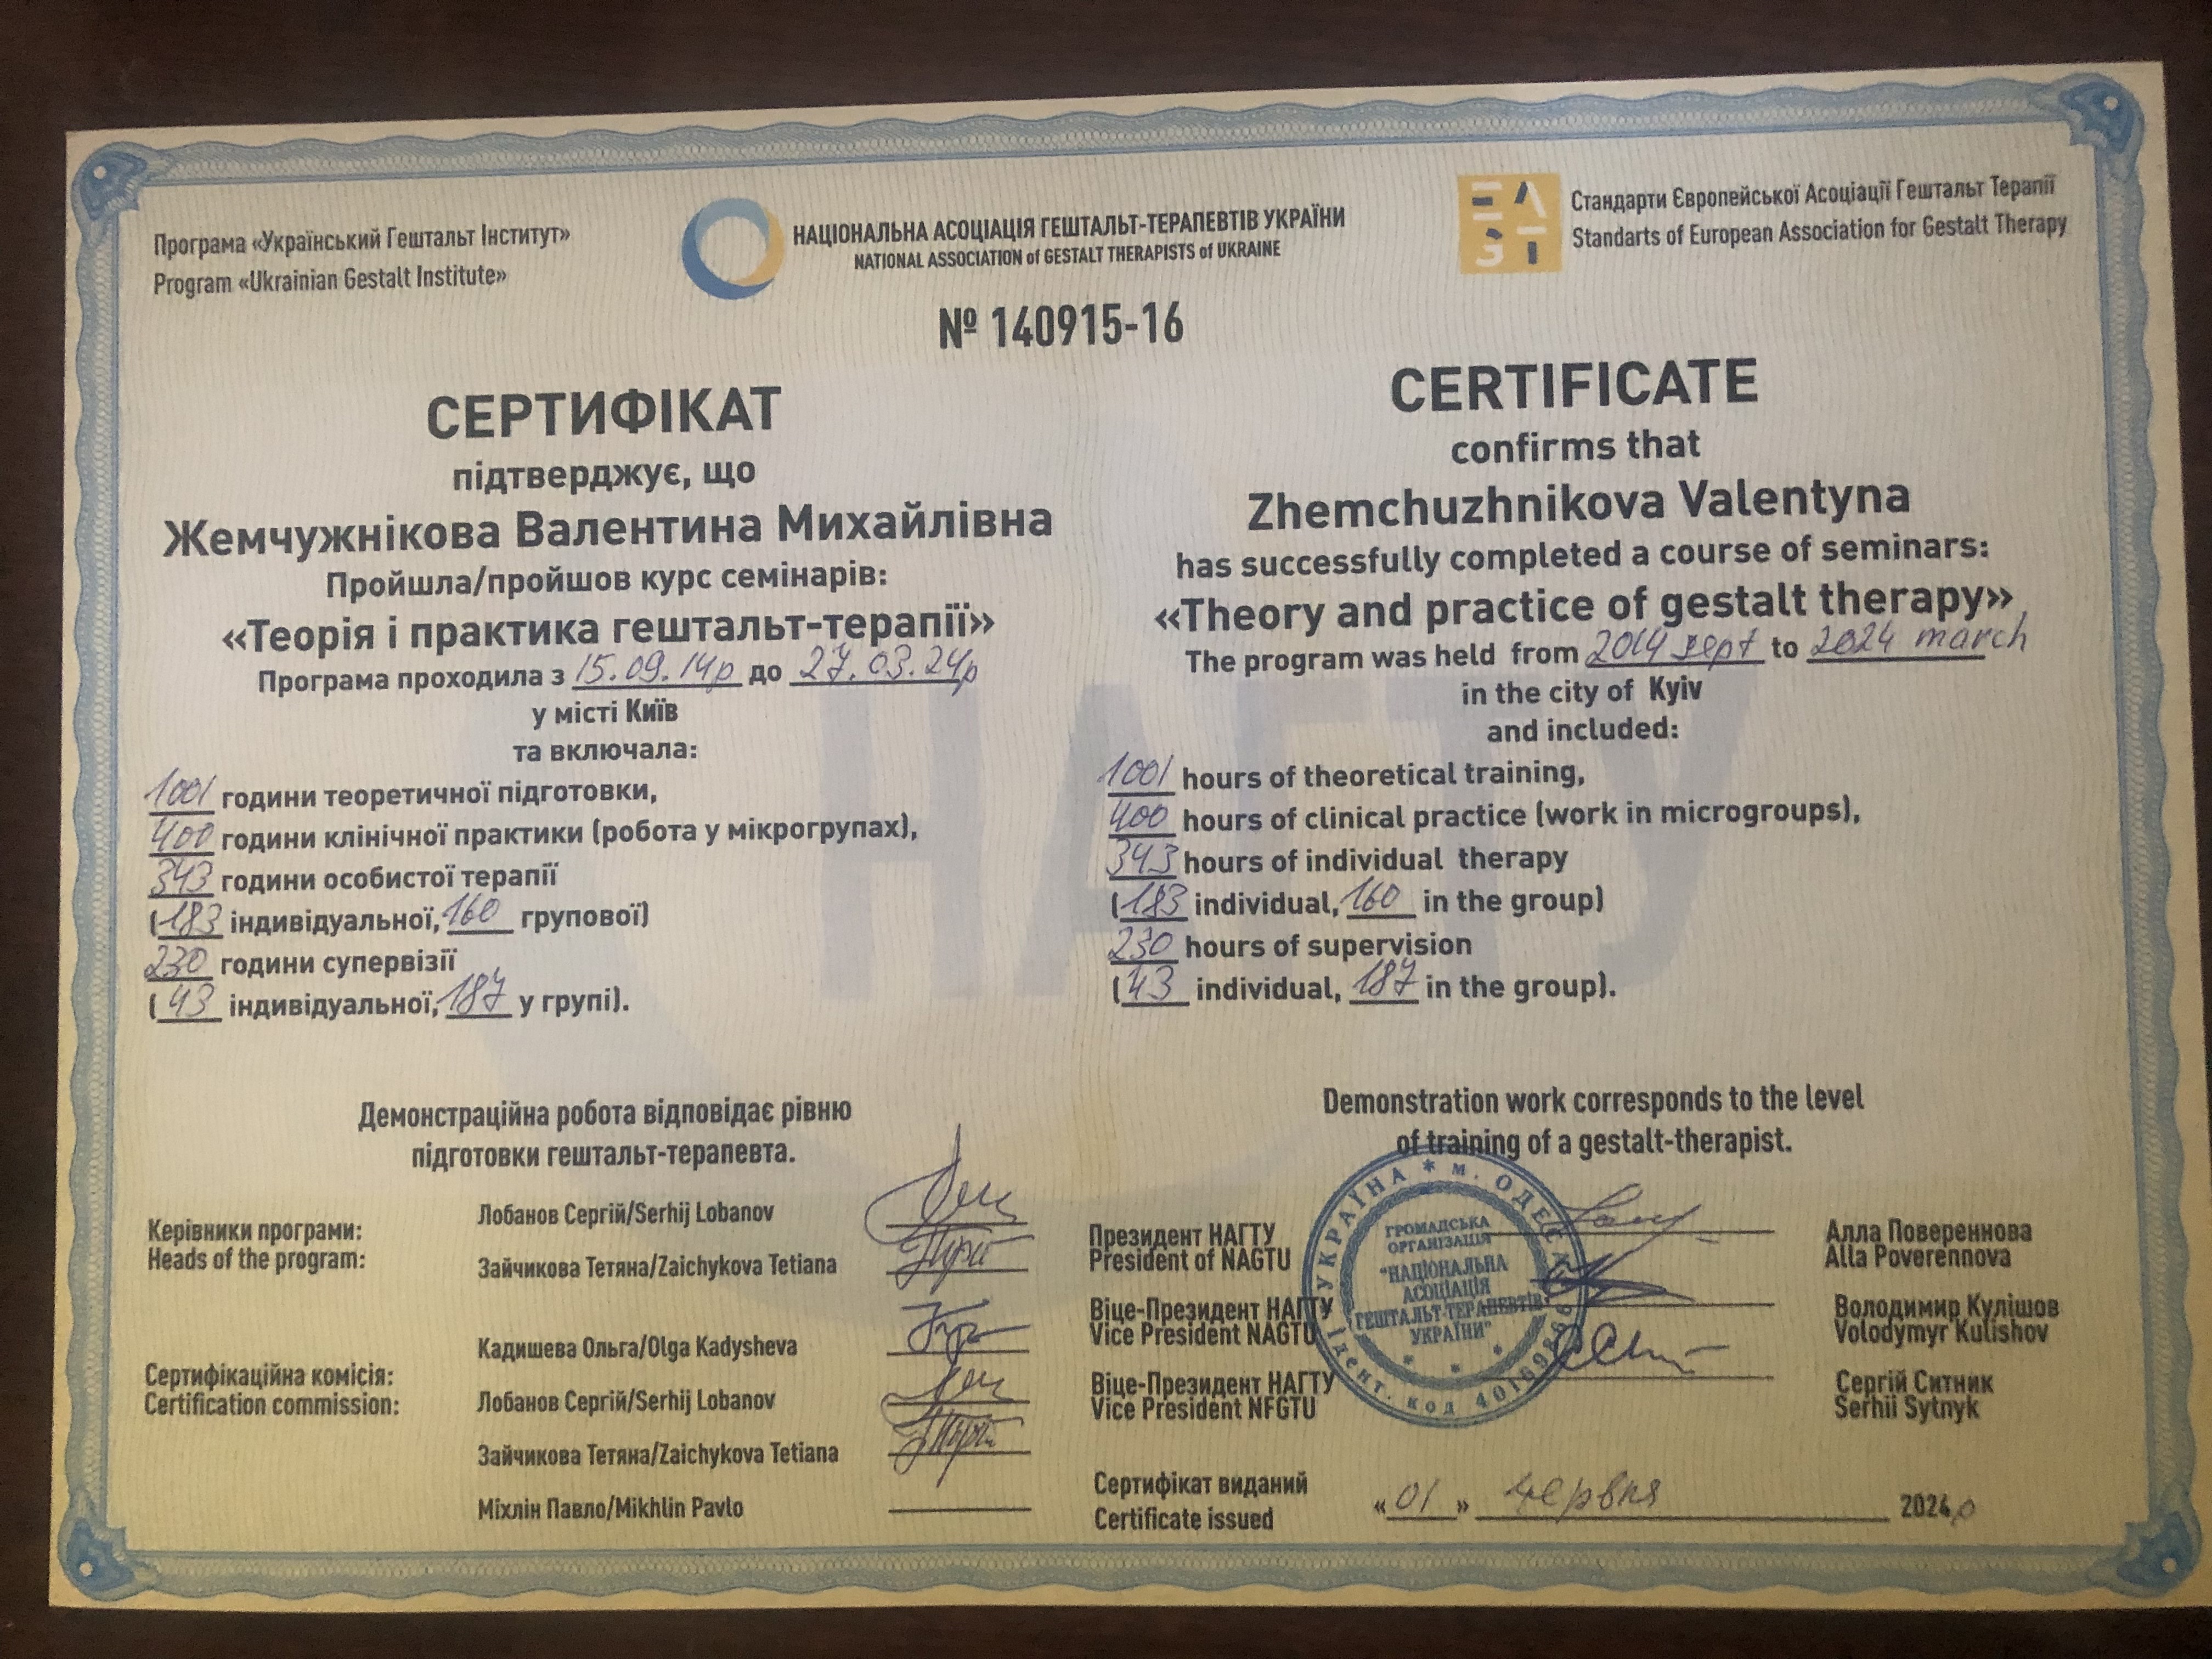 Програма «Український Гештальт Інститут»
Program «Ukrainian Gestalt Institute»
НАЦІОНАЛЬНА АСОЦІАЦІЯ ГЕШТАЛЬТ-ТЕРАПЕВТІВ УКРАЇНИ
NATIONAL ASSOCIATION of GESTALT THERAPISTS of UKRAINE
EA
GT
Стандарти Європейської Асоціації Гештальт Терапії
Standarts of European Association for Gestalt Therapy
№ 140915-16
СЕРТИФІКАТ
підтверджує, що
Жемчужнікова Валентина Михайлівна
Пройшла/пройшов курс семінарів:
«Теорія і практика гештальт-терапії»
Програма проходила з 15.09.14р до 27.03.24р
у місті Київ
та включала:
1001 години теоретичної підготовки,
400 години клінічної практики (робота у мікрогрупах),
343 години особистої терапії
(183 індивідуальної, 160 групової)
230 години супервізії
(43 індивідуальної, 187 у групі).
Демонстраційна робота відповідає рівню
підготовки гештальт-терапевта.
CERTIFICATE
confirms that
Zhemchuzhnikova Valentyna
has successfully completed a course of seminars:
«Theory and practice of gestalt therapy»
The program was held from 2014 sept to 2024 march
in the city of Kyiv
and included:
1001 hours of theoretical training,
400 hours of clinical practice (work in microgroups),
343 hours of individual therapy
(183 individual, 160 in the group)
230 hours of supervision
(43 individual, 187 in the group).
Demonstration work corresponds to the level
of training of a gestalt-therapist.
НАГТУ
Керівники програми:
Heads of the program:
Лобанов Сергій/Serhij Lobanov
Зайчикова Тетяна/Zaichykova Tetiana
Сертифікаційна комісія:
Certification commission:
Кадишева Ольга/Olga Kadysheva
Лобанов Сергій/Serhij Lobanov
Зайчикова Тетяна/Zaichykova Tetiana
Міхлін Павло/Mikhlin Pavlo
Президент НАГТУ
President of NAGTU
Алла Повереннова
Alla Poverennova
Віце-Президент НАГТУ
Vice President NAGTU
Володимир Кулішов
Volodymyr Kulishov
Віце-Президент НАГТУ
Vice President NFGTU
Сергій Ситник
Serhii Sytnyk
УКРАЇНА * м. ОДЕСА
Ідент. код
ГРОМАДСЬКА
ОРГАНІЗАЦІЯ
"НАЦІОНАЛЬНА
АСОЦІАЦІЯ
ГЕШТАЛЬТ-ТЕРАПЕВТІВ
УКРАЇНИ"
Сертифікат виданий
Certificate issued
«01» червня 2024р